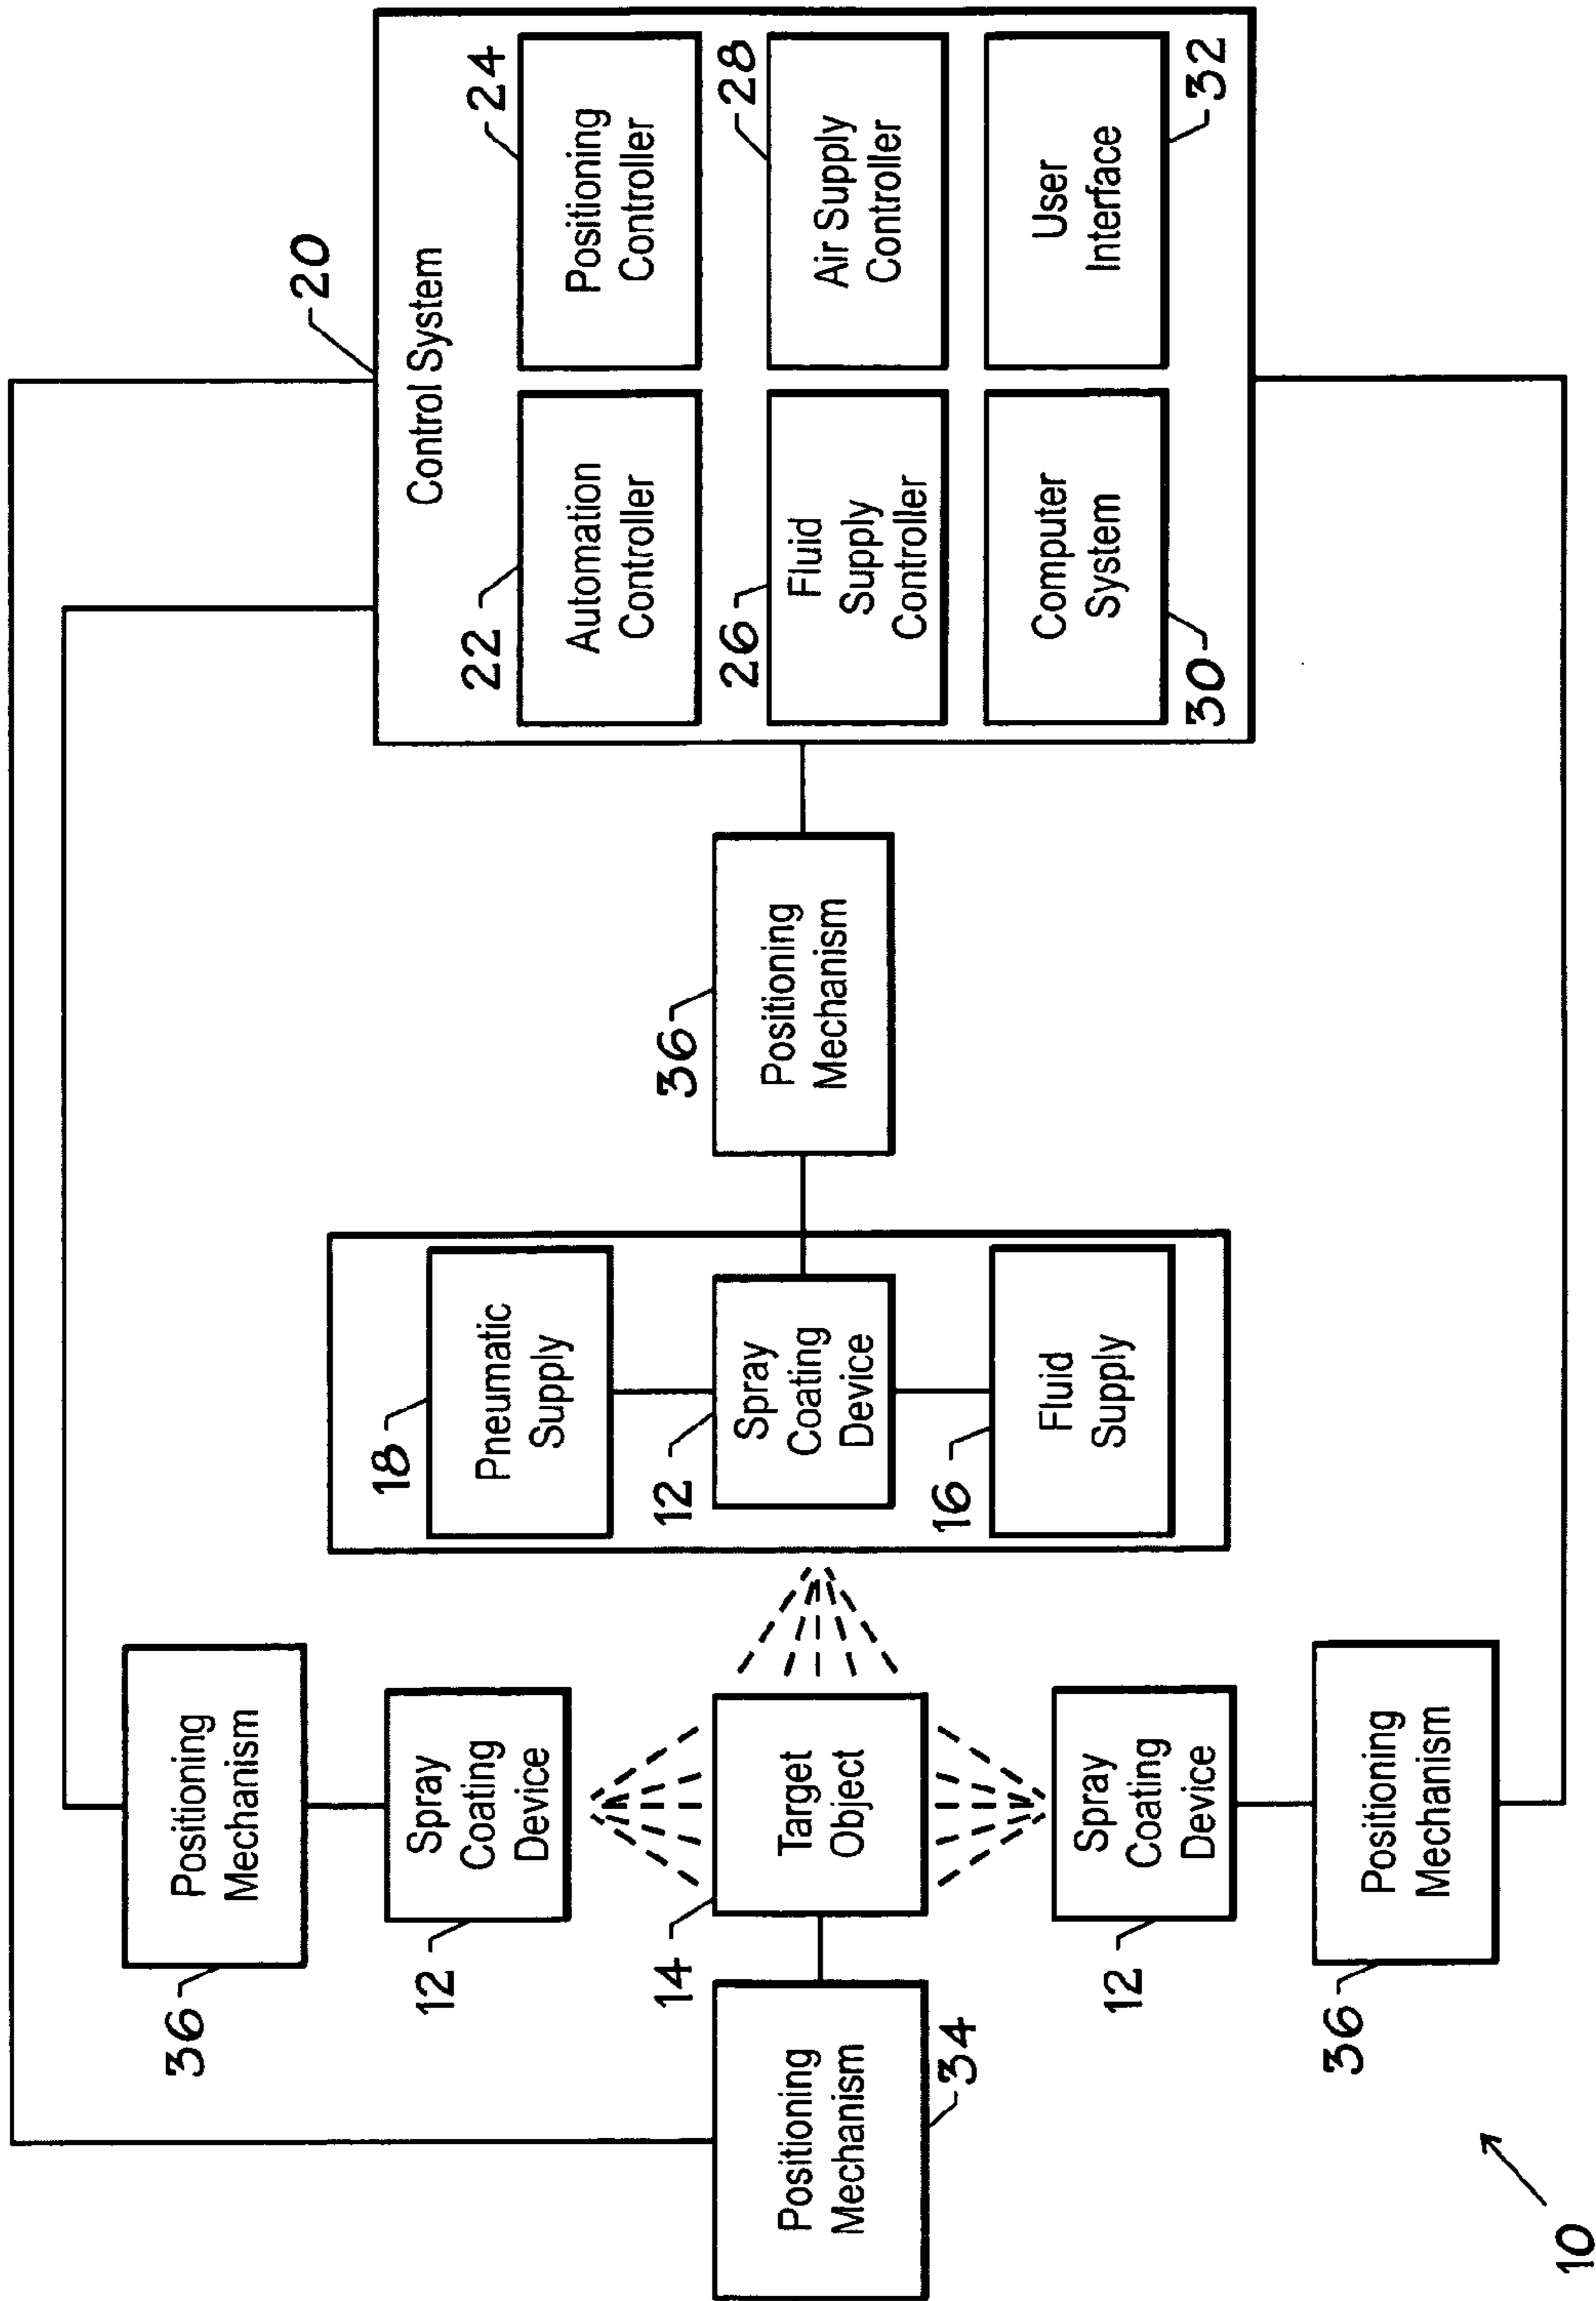 20
Control System
22
Automation
Controller
24
Positioning
Controller
26
Fluid
Supply
Controller
28
Air Supply
Controller
30
Computer
System
32
User
Interface
36
Positioning
Mechanism
18
Pneumatic
Supply
12
Spray
Coating
Device
16
Fluid
Supply
36
Positioning
Mechanism
12
Spray
Coating
Device
14
Target
Object
34
Positioning
Mechanism
12
Spray
Coating
Device
36
Positioning
Mechanism
10